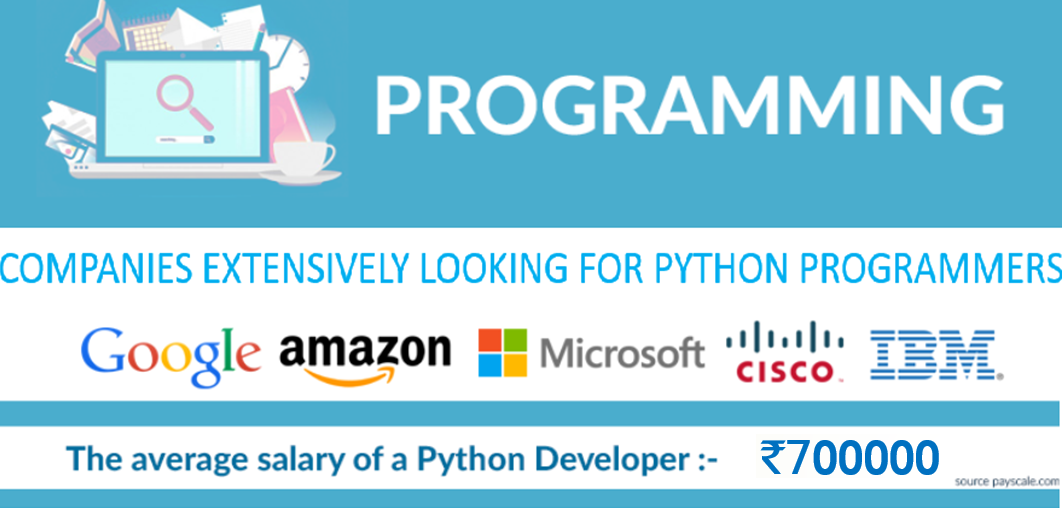 PROGRAMMING
COMPANIES EXTENSIVELY LOOKING FOR PYTHON PROGRAMMERS
Google amazon Microsoft CISCO IBM
The average salary of a Python Developer :- ₹700000
source payscale.com